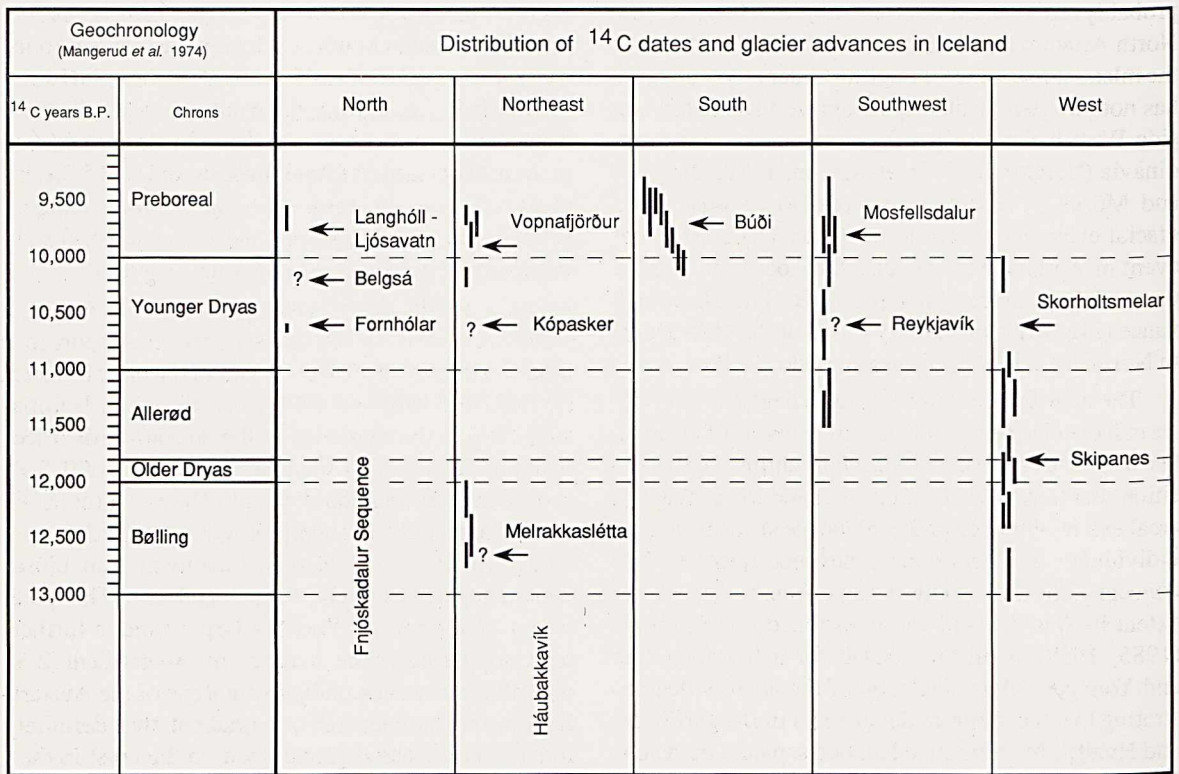 Geochronology
(Mangerud et al. 1974)
Distribution of 14C dates and glacier advances in Iceland
14 C years B.P.
Chrons
North
Northeast
South
Southwest
West
9,500
Preboreal
Langhóll -
Ljósavatn
Vopnafjörður
Búði
Mosfellsdalur
10,000
? Belgsá
Younger Dryas
Skorholtsmelar
10,500
Fornhólar
? Kópasker
? Reykjavík
11,000
Allerød
11,500
Older Dryas
Skipanes
12,000
Bølling
12,500
Melrakkaslétta
?
13,000
Fnjóskadalur Sequence
Háubakkavík